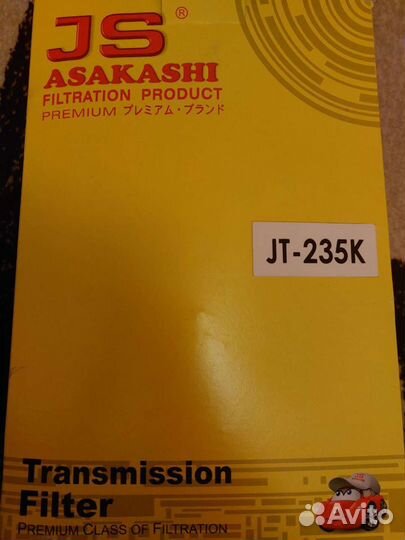 JS ®
ASAKASHI
FILTRATION PRODUCT
PREMIUM プレミアム・ブランド
JT-235K
Transmission
Filter
PREMIUM CLASS OF FILTRATION
Avito